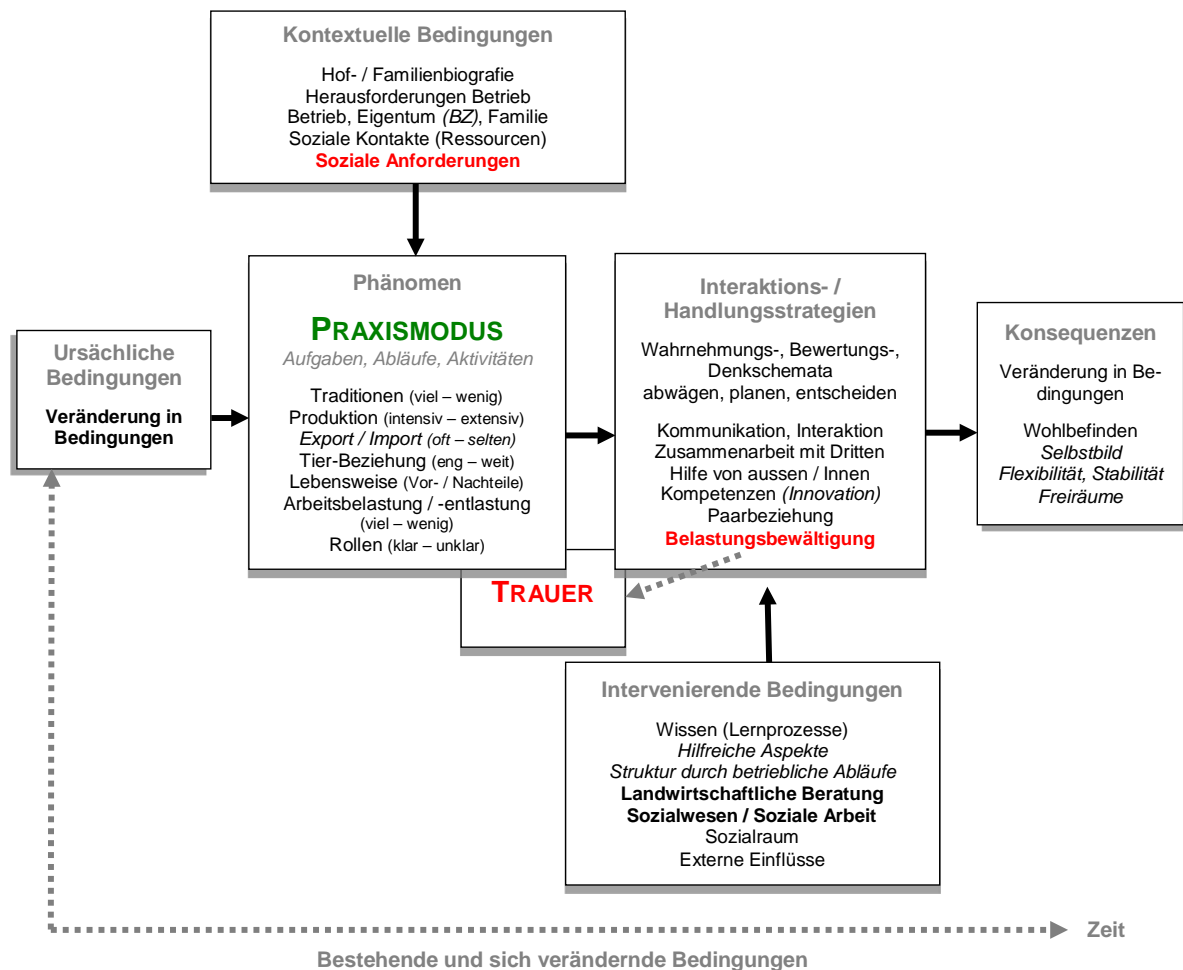 Kontextuelle Bedingungen
Hof- / Familienbiografie
Herausforderungen Betrieb
Betrieb, Eigentum (BZ), Familie
Soziale Kontakte (Ressourcen)
Soziale Anforderungen
Ursächliche
Bedingungen
Veränderung in
Bedingungen
Phänomen
PRAXISMODUS
Aufgaben, Abläufe, Aktivitäten
Traditionen (viel – wenig)
Produktion (intensiv – extensiv)
Export / Import (oft – selten)
Tier-Beziehung (eng – weit)
Lebensweise (Vor- / Nachteile)
Arbeitsbelastung / -entlastung
(viel – wenig)
Rollen (klar – unklar)
TRAUER
Interaktions- /
Handlungsstrategien
Wahrnehmungs-, Bewertungs-,
Denkschemata
abwägen, planen, entscheiden
Kommunikation, Interaktion
Zusammenarbeit mit Dritten
Hilfe von aussen / Innen
Kompetenzen (Innovation)
Paarbeziehung
Belastungsbewältigung
Konsequenzen
Veränderung in Be-
dingungen
Wohlbefinden
Selbstbild
Flexibilität, Stabilität
Freiräume
Intervenierende Bedingungen
Wissen (Lernprozesse)
Hilfreiche Aspekte
Struktur durch betriebliche Abläufe
Landwirtschaftliche Beratung
Sozialwesen / Soziale Arbeit
Sozialraum
Externe Einflüsse
Zeit
Bestehende und sich verändernde Bedingungen